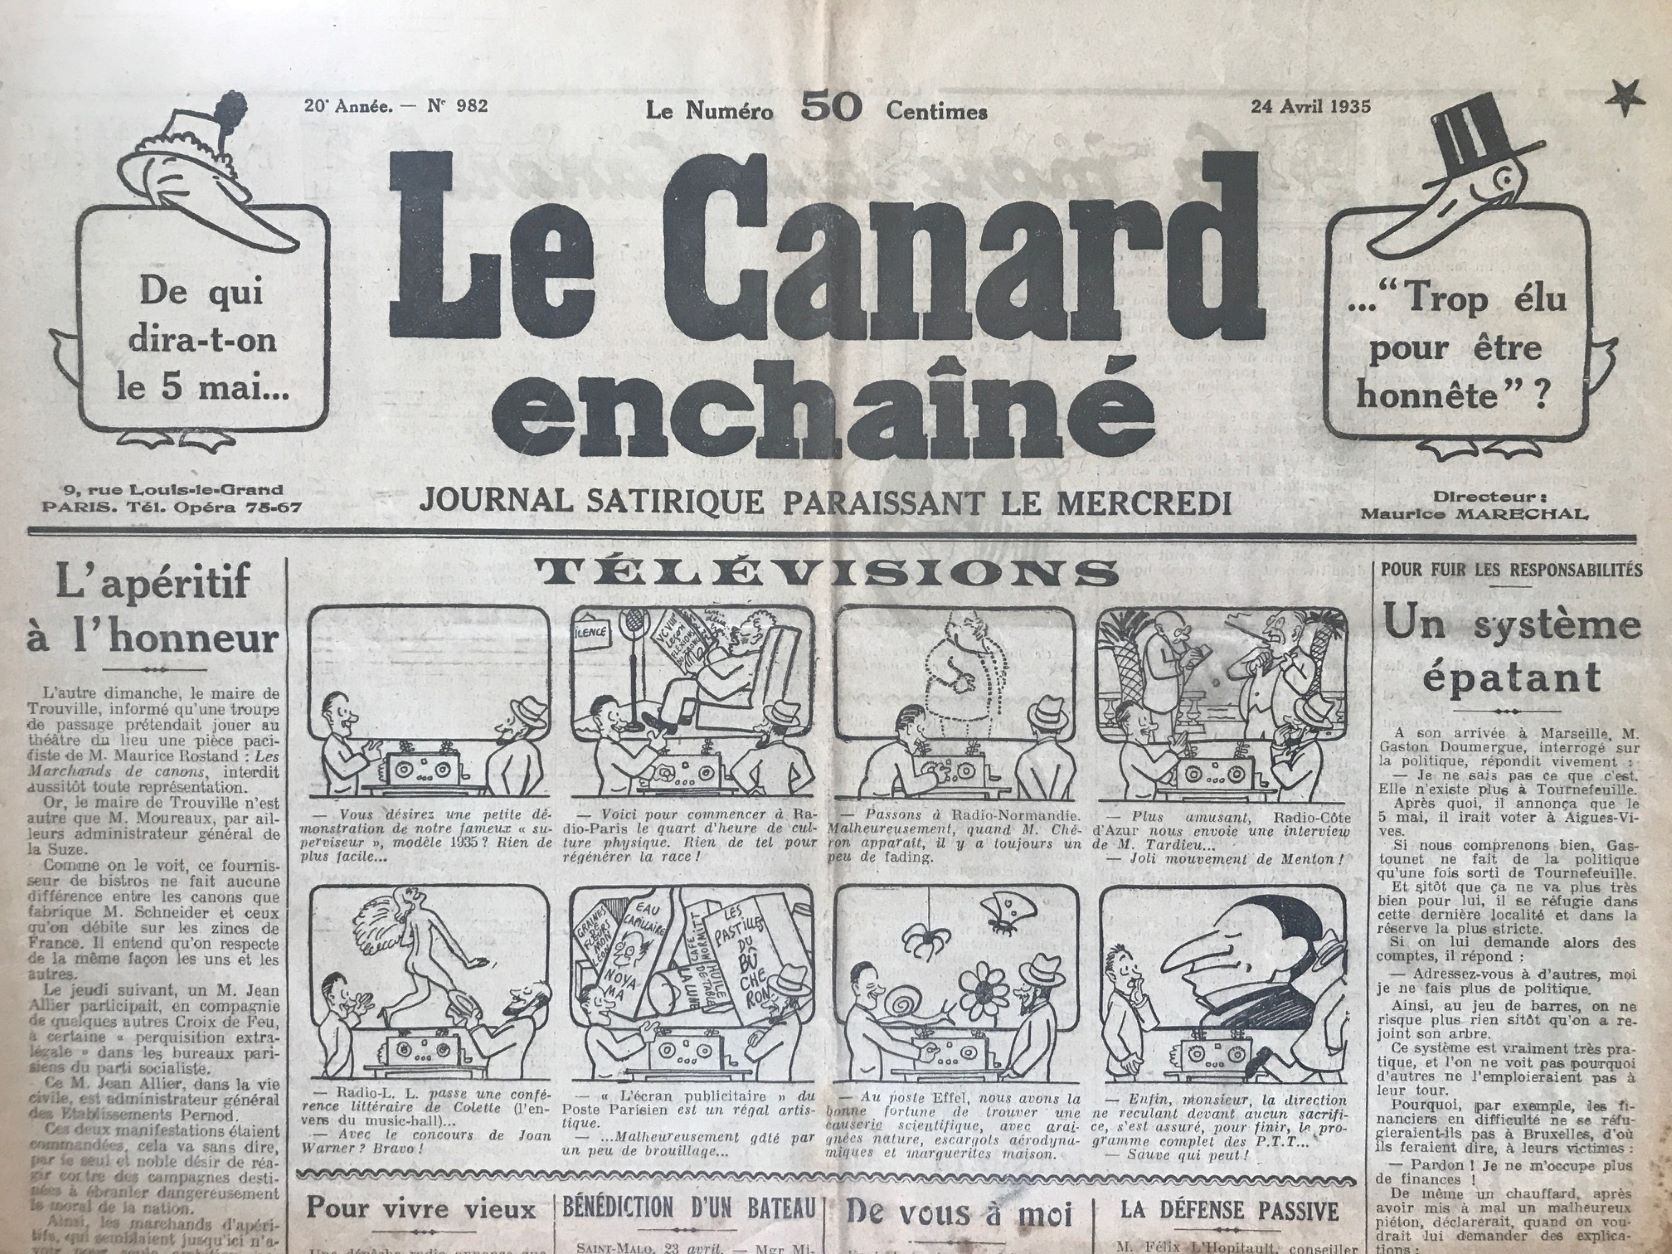 20e Année. — No 982
Le Numéro 50 Centimes
24 Avril 1935
De qui
dira-t-on
le 5 mai...
Le Canard
enchaîné
..."Trop élu
pour être
honnête" ?
9, rue Louis-le-Grand
PARIS. Tél. Opéra 75-67
JOURNAL SATIRIQUE PARAISSANT LE MERCREDI
Directeur :
Maurice MARECHAL
L'apéritif
à l'honneur
L'autre dimanche, le maire de
Trouville, informé qu'une troupe
de passage prétendait jouer au
théâtre du lieu une pièce paci-
fiste de M. Maurice Rostand : Les
Marchands de canons, interdit
aussitôt toute représentation.
Or, le maire de Trouville n'est
autre que M. Moureaux, par ail-
leurs administrateur général de
la Suze.
Comme on le voit, ce fournis-
seur de bistros ne fait aucune
différence entre les canons que
fabrique M. Schneider et ceux
qu'on débite sur les zincs de
France. Il entend qu'on respecte
de la même façon les uns et les
autres.
Le jeudi suivant, un M. Jean
Allier participait, en compagnie
de quelques autres Croix de Feu,
à certaine « perquisition extra-
légale » dans les bureaux pari-
siens du parti socialiste.
Ce M. Jean Allier, dans la vie
civile, est administrateur général
des Etablissements Pernod.
Ces deux manifestations étaient
commandées, cela va sans dire,
par le seul et noble désir de réa-
gir contre des campagnes desti-
nées à ébranler dangereusement
le moral de la nation.
Ainsi, les marchands d'apéri-
tifs, qui semblaient jusqu'ici n'a-
TÉLÉVISIONS
SILENCE
— Vous désirez une petite dé-
monstration de notre fameux « su-
perviseur », modèle 1935 ? Rien de
plus facile...
— Voici pour commencer à Ra-
dio-Paris le quart d'heure de cul-
ture physique. Rien de tel pour
régénérer la race !
— Passons à Radio-Normandie.
Malheureusement, quand M. Ché-
ron apparaît, il y a toujours un
peu de fading.
— Plus amusant, Radio-Côte
d'Azur nous envoie une interview
de M. Tardieu...
— Joli mouvement de Menton !
GRAINES
DE FLEURS
EAU
CAPILLAIRE
NOYA
MA
CAFE
LES
PASTILLES
DU
BÛ
CHE
RON
— Radio-L. L. passe une confé-
rence littéraire de Colette (l'en-
vers du music-hall)...
— Avec le concours de Joan
Warner ? Bravo !
— « L'écran publicitaire » du
Poste Parisien est un régal artis-
tique.
— ...Malheureusement gâté par
un peu de brouillage...
— Au poste Effel, nous avons la
bonne fortune de trouver une
causerie scientifique, avec arai-
gnées nature, escargots aérodyna-
miques et marguerites maison.
— Enfin, monsieur, la direction
ne reculant devant aucun sacrifi-
ce, s'est assuré, pour finir, le pro-
gramme complet des P.T.T...
— Sauve qui peut !
POUR FUIR LES RESPONSABILITÉS
Un système
épatant
A son arrivée à Marseille, M.
Gaston Doumergue, interrogé sur
la politique, répondit vivement :
— Je ne sais pas ce que c'est.
Elle n'existe plus à Tournefeuille.
Après quoi, il annonça que le
5 mai, il irait voter à Aigues-Vi-
ves.
Si nous comprenons bien, Gas-
tounet ne fait de la politique
qu'une fois sorti de Tournefeuille.
Et sitôt que ça ne va plus très
bien pour lui, il se réfugie dans
cette dernière localité et dans la
réserve la plus stricte.
Si on lui demande alors des
comptes, il répond :
— Adressez-vous à d'autres, moi
je ne fais plus de politique.
Ainsi, au jeu de barres, on ne
risque plus rien sitôt qu'on a re-
joint son arbre.
Ce système est vraiment très pra-
tique, et l'on ne voit pas pourquoi
d'autres ne l'emploieraient pas à
leur tour.
Pourquoi, par exemple, les fi-
nanciers en difficulté ne se réfu-
gieraient-ils pas à Bruxelles, d'où
ils feraient dire, à leurs victimes :
— Pardon ! Je ne m'occupe plus
de finances !
De même un chauffard, après
avoir mis à mal un malheureux
piéton, déclarerait, quand on vou-
drait lui demander des explica-
tions :
Pour vivre vieux
BÉNÉDICTION D'UN BATEAU
SAINT-MALO, 23 avril. — Mgr Mi-
De vous à moi
LA DÉFENSE PASSIVE
M. Félix L'Hopitault, conseiller